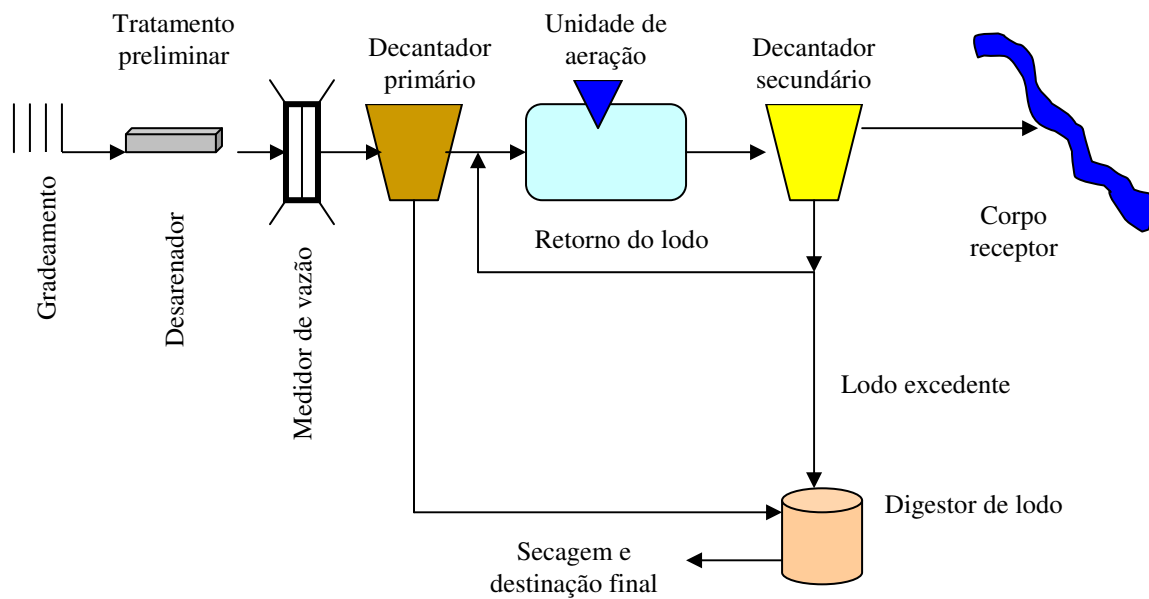 Tratamento
preliminar
Decantador
primário
Unidade de
aeração
Decantador
secundário
Gradeamento
Desarenador
Medidor de vazão
Retorno do lodo
Corpo
receptor
Lodo excedente
Digestor de lodo
Secagem e
destinação final